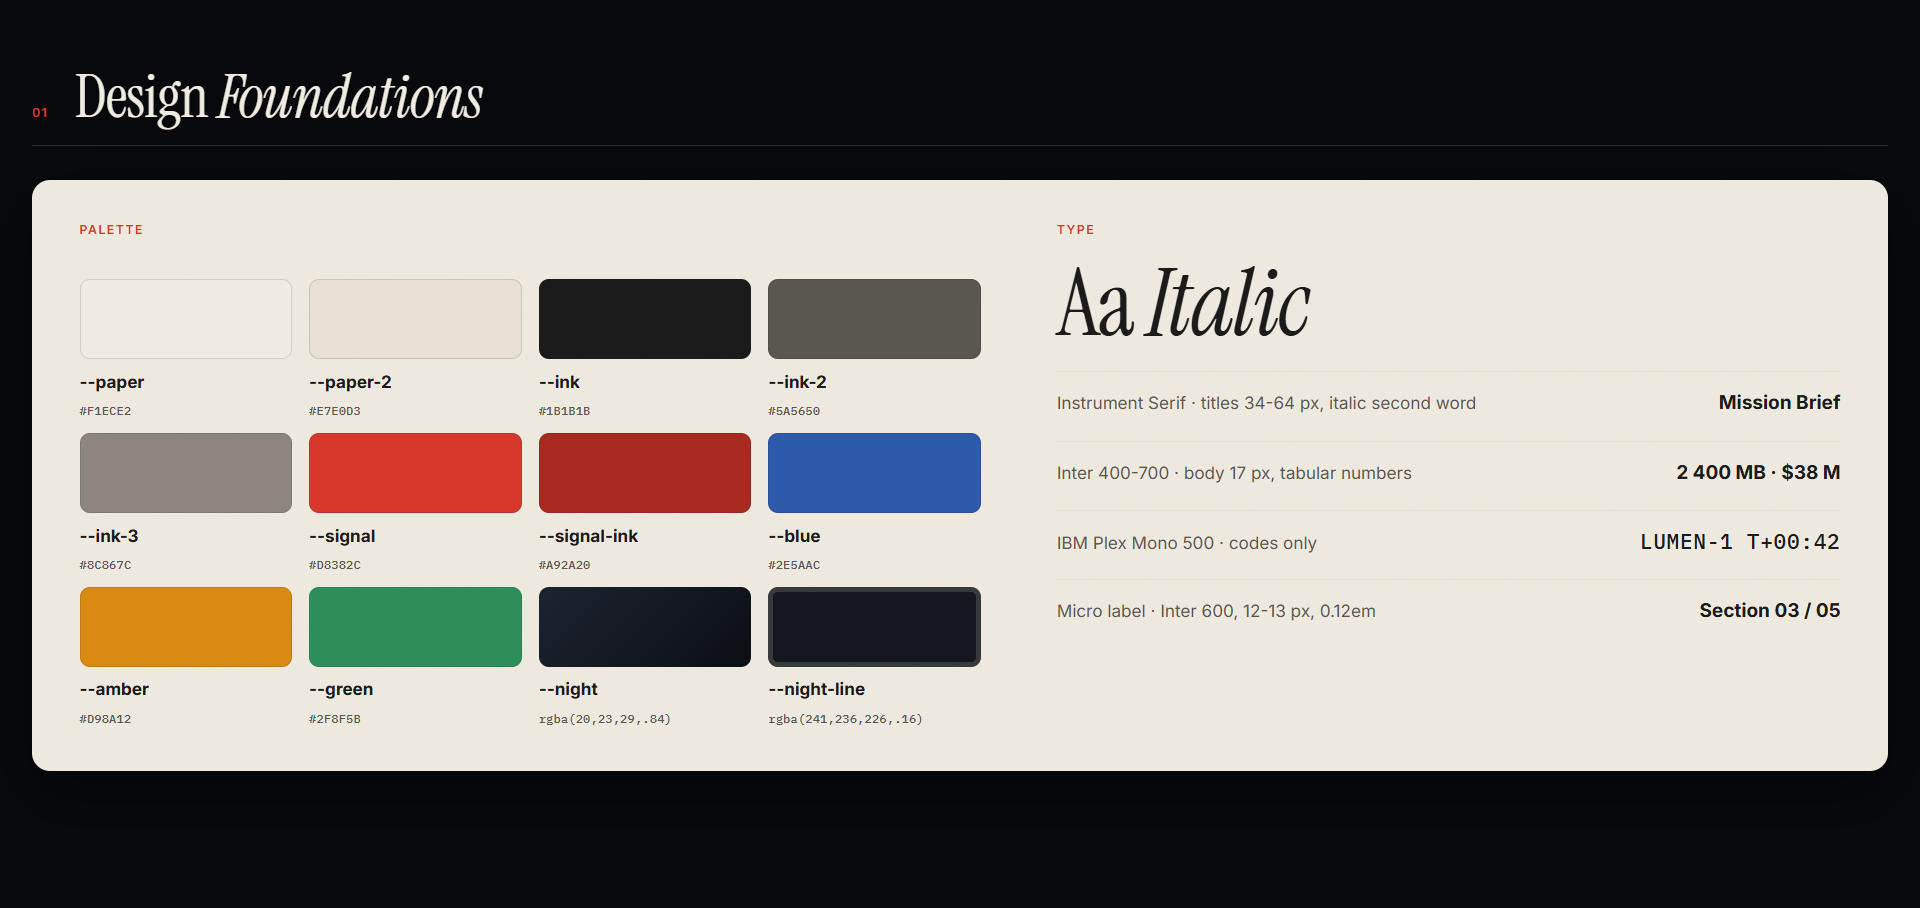 01
Design Foundations
PALETTE
--paper
#F1ECE2
--paper-2
#E7E0D3
--ink
#1B1B1B
--ink-2
#5A5650
--ink-3
#8C867C
--signal
#D8382C
--signal-ink
#A92A20
--blue
#2E5AAC
--amber
#D98A12
--green
#2F8F5B
--night
rgba(20,23,29,.84)
--night-line
rgba(241,236,226,.16)
TYPE
Aa Italic
Instrument Serif · titles 34-64 px, italic second word
Mission Brief
Inter 400-700 · body 17 px, tabular numbers
2 400 MB · $38 M
IBM Plex Mono 500 · codes only
LUMEN-1 T+00:42
Micro label · Inter 600, 12-13 px, 0.12em
Section 03 / 05